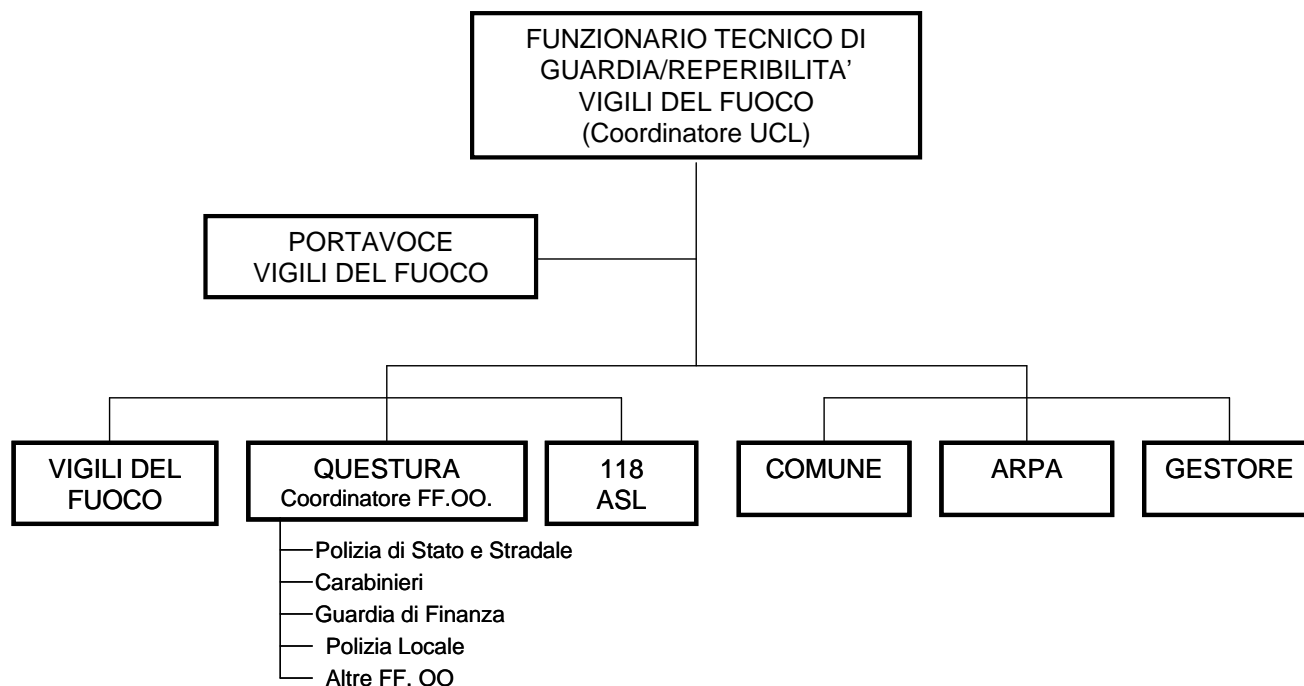 FUNZIONARIO TECNICO DI
GUARDIA/REPERIBILITA'
VIGILI DEL FUOCO
(Coordinatore UCL)
PORTAVOCE
VIGILI DEL FUOCO
VIGILI DEL
FUOCO
QUESTURA
Coordinatore FF.OO.
118
ASL
COMUNE
ARPA
GESTORE
Polizia di Stato e Stradale
Carabinieri
Guardia di Finanza
Polizia Locale
Altre FF. OO